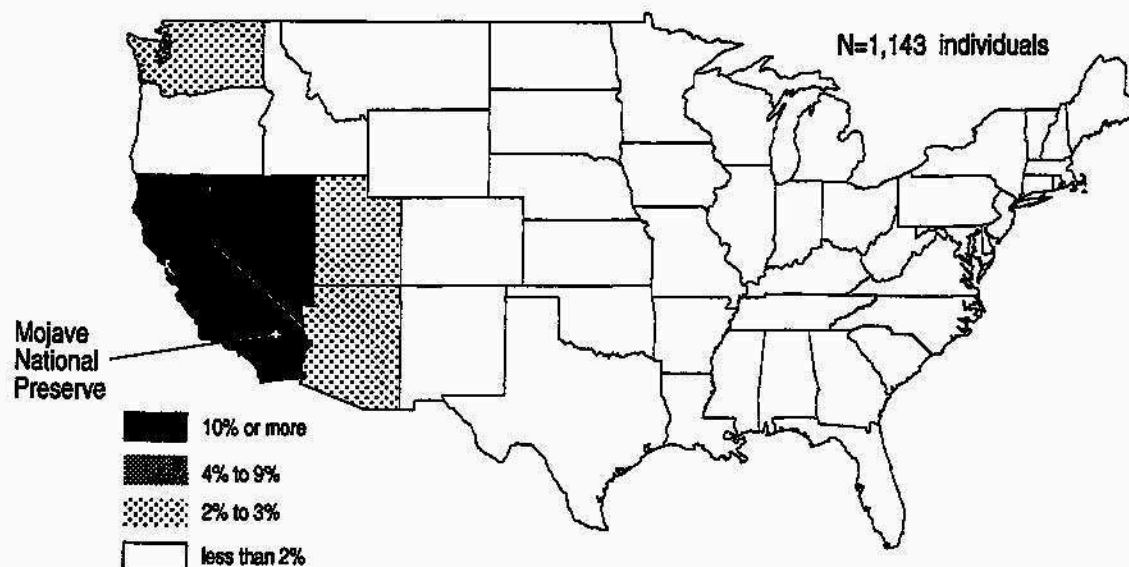 N=1,143 individuals
Mojave
National
Preserve
10% or more
4% to 9%
2% to 3%
less than 2%